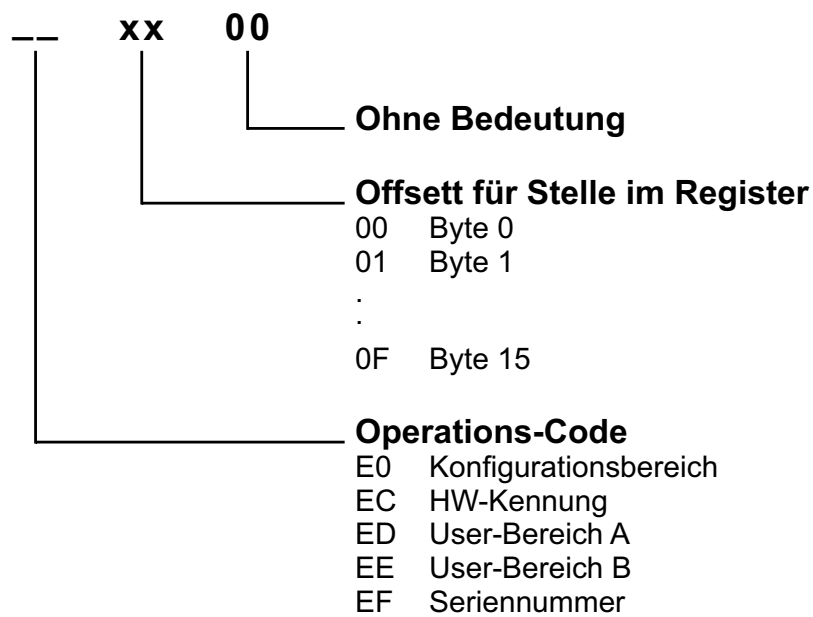 __ xx 00
Ohne Bedeutung
Offsett für Stelle im Register
00 Byte 0
01 Byte 1
.
.
0F Byte 15
Operations-Code
E0 Konfigurationsbereich
EC HW-Kennung
ED User-Bereich A
EE User-Bereich B
EF Seriennummer